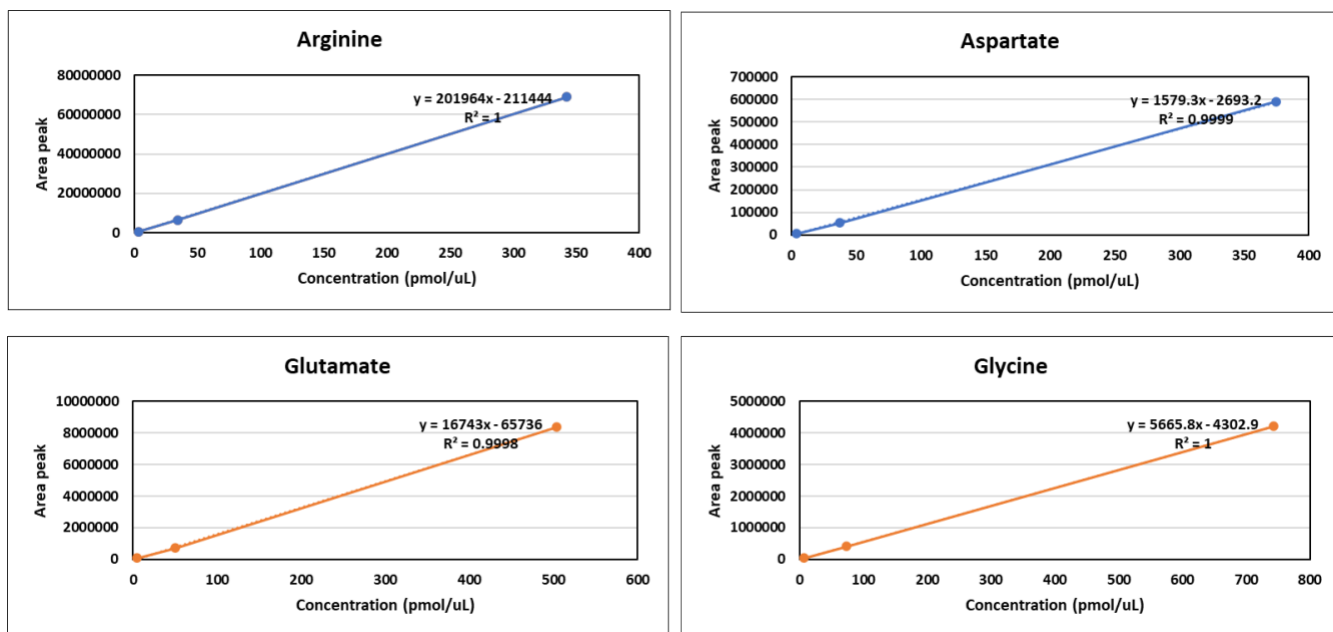 Arginine
80000000
60000000
40000000
20000000
0
Area peak
y = 201964x - 211444
R² = 1
0 50 100 150 200 250 300 350 400
Concentration (pmol/uL)
Aspartate
700000
600000
500000
400000
300000
200000
100000
0
Area peak
y = 1579.3x - 2693.2
R² = 0.9999
0 50 100 150 200 250 300 350 400
Concentration (pmol/uL)
Glutamate
10000000
8000000
6000000
4000000
2000000
0
Area peak
y = 16743x - 65736
R² = 0.9998
0 100 200 300 400 500 600
Concentration (pmol/uL)
Glycine
5000000
4000000
3000000
2000000
1000000
0
Area peak
y = 5665.8x - 4302.9
R² = 1
0 100 200 300 400 500 600 700 800
Concentration (pmol/uL)